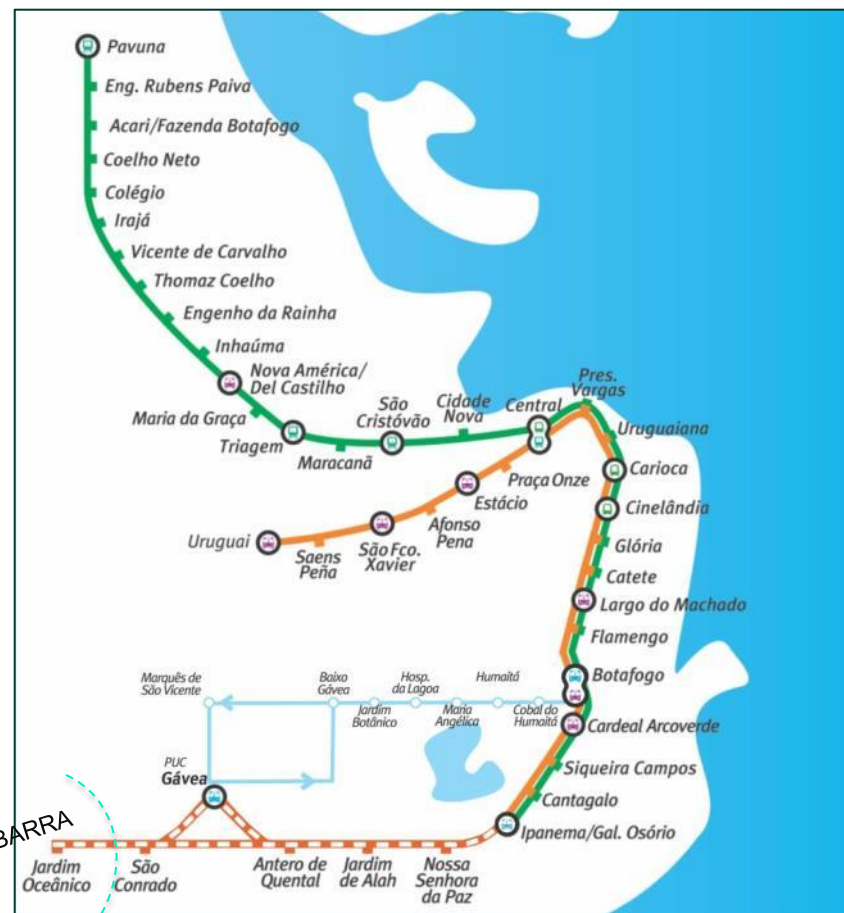 Pavuna
Eng. Rubens Paiva
Acari/Fazenda Botafogo
Coelho Neto
Colégio
Irajá
Vicente de Carvalho
Thomaz Coelho
Engenho da Rainha
Inhaúma
Nova América/
Del Castilho
Maria da Graça
Triagem
Maracanã
São
Cristóvão
Cidade
Nova
Central
Pres.
Vargas
Uruguaiana
Carioca
Cinelândia
Glória
Catete
Largo do Machado
Flamengo
Botafogo
Cardeal Arcoverde
Siqueira Campos
Cantagalo
Ipanema/Gal. Osório
Praça Onze
Estácio
Afonso
Pena
São Fco.
Xavier
Saens
Peña
Uruguai
Marquês de
São Vicente
Baixo
Gávea
Jardim
Botânico
Hosp.
da Lagoa
Maria
Angélica
Humaitá
Cobal do
Humaitá
PUC
Gávea
BARRA
Jardim
Oceânico
São
Conrado
Antero de
Quental
Jardim
de Alah
Nossa
Senhora
da Paz